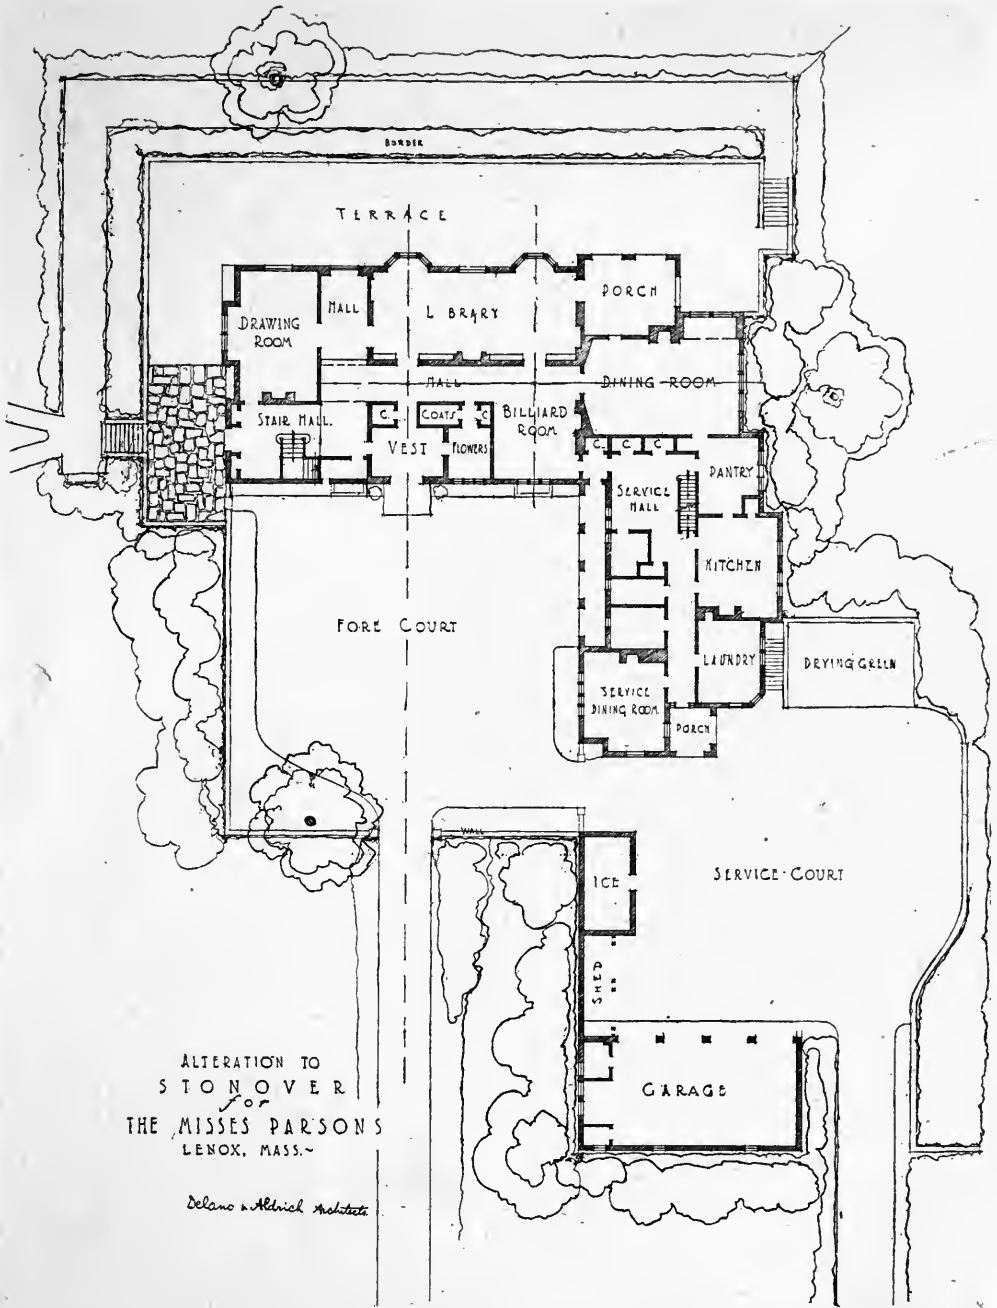 BORDER
TERRACE
PORCH
HALL
LIBRARY
DRAWING
ROOM
HALL
DINING-ROOM
C.
COATS
C
BILLIARD
ROOM
STAIR HALL.
VEST
FLOWERS
C
C
C
PANTRY
SERVICE
HALL
KITCHEN
FORE COURT
LAUNDRY
DRYING GREEN
SERVICE
DINING ROOM
PORCH
WALL
ICE
SERVICE·COURT
SHED
GARAGE
ALTERATION TO
STONOVER
for
THE MISSES PARSONS
LENOX, MASS.~
Delano & Aldrich Architects.